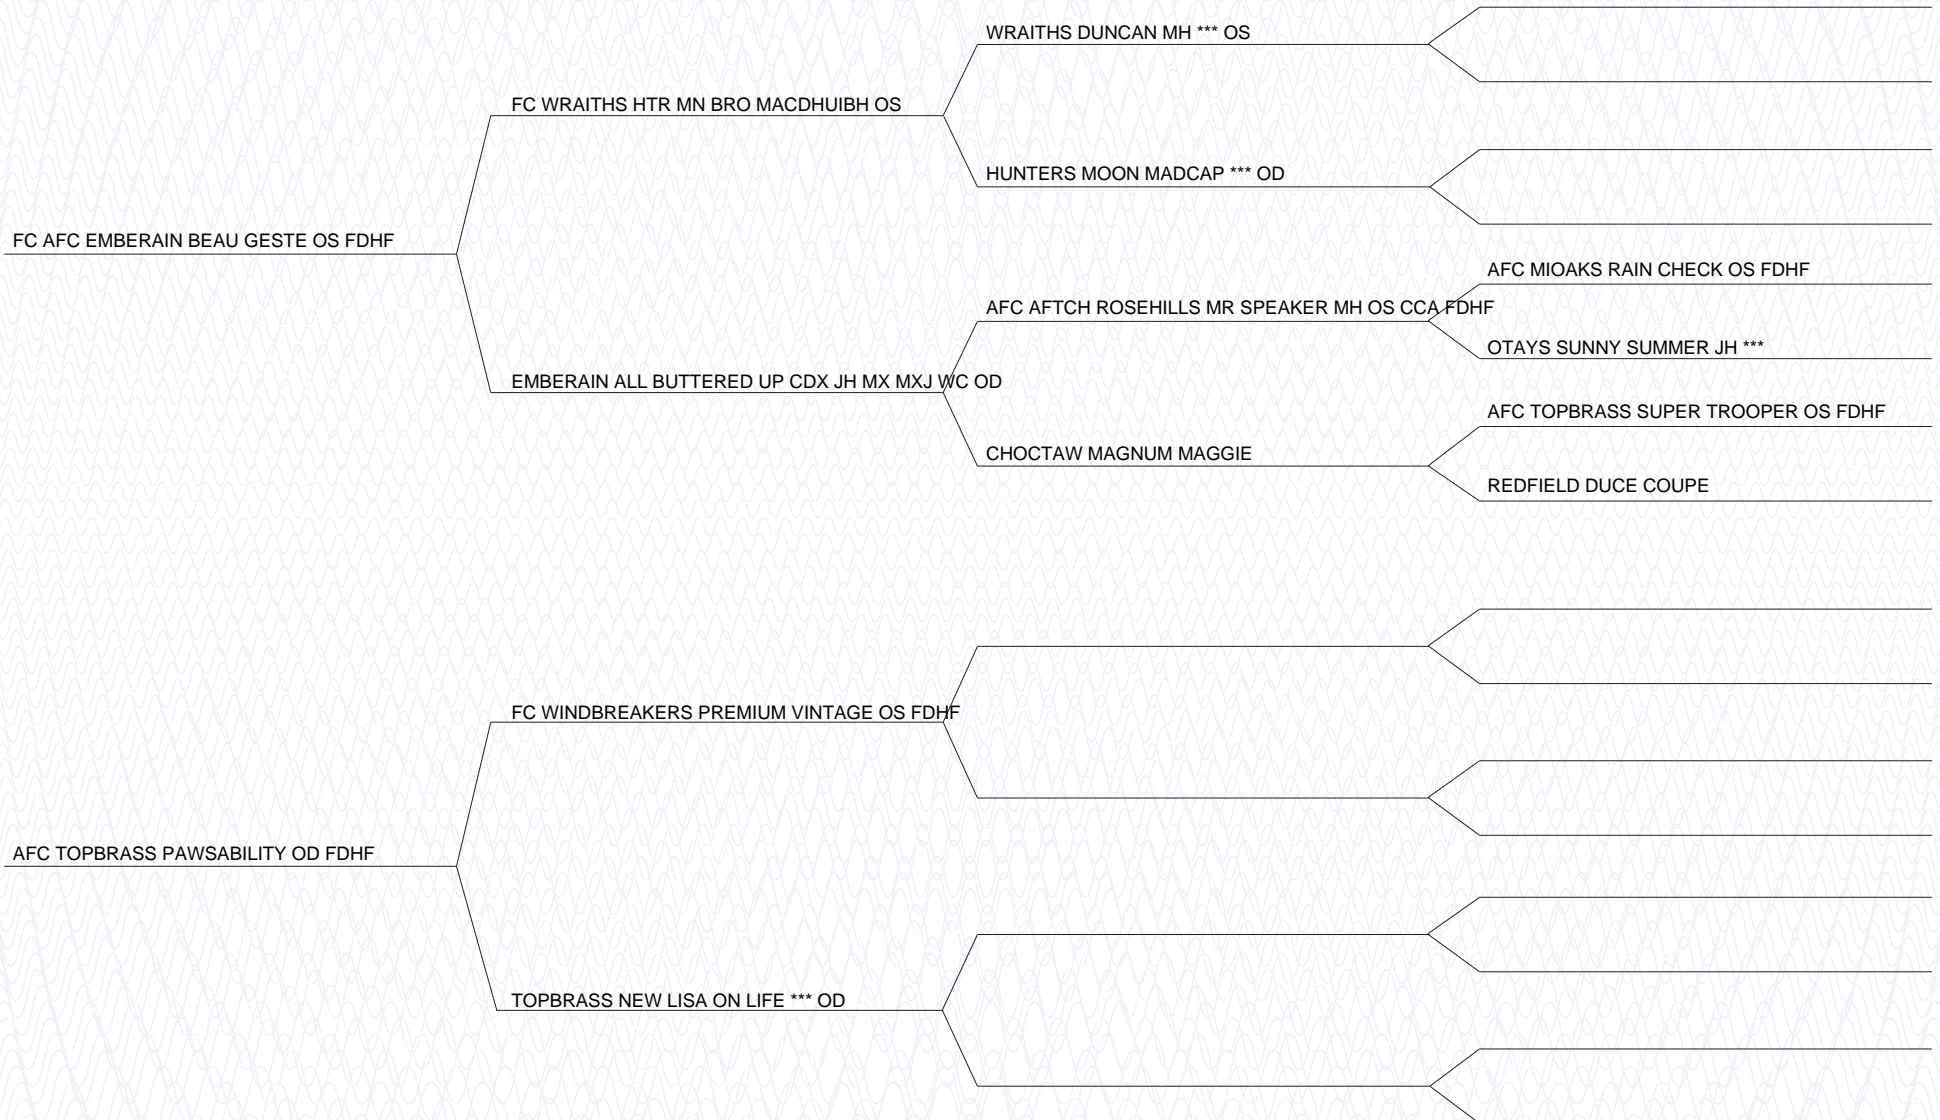 WRAITHS DUNCAN MH *** OS
FC WRAITHS HTR MN BRO MACDHUIBH OS
HUNTERS MOON MADCAP *** OD
FC AFC EMBERAIN BEAU GESTE OS FDHF
AFC MIOAKS RAIN CHECK OS FDHF
AFC AFTCH ROSEHILLS MR SPEAKER MH OS CCA FDHF
OTAYS SUNNY SUMMER JH ***
EMBERAIN ALL BUTTERED UP CDX JH MX MXJ WC OD
AFC TOPBRASS SUPER TROOPER OS FDHF
CHOCTAW MAGNUM MAGGIE
REDFIELD DUCE COUPE
FC WINDBREAKERS PREMIUM VINTAGE OS FDHF
AFC TOPBRASS PAWSABILITY OD FDHF
TOPBRASS NEW LISA ON LIFE *** OD